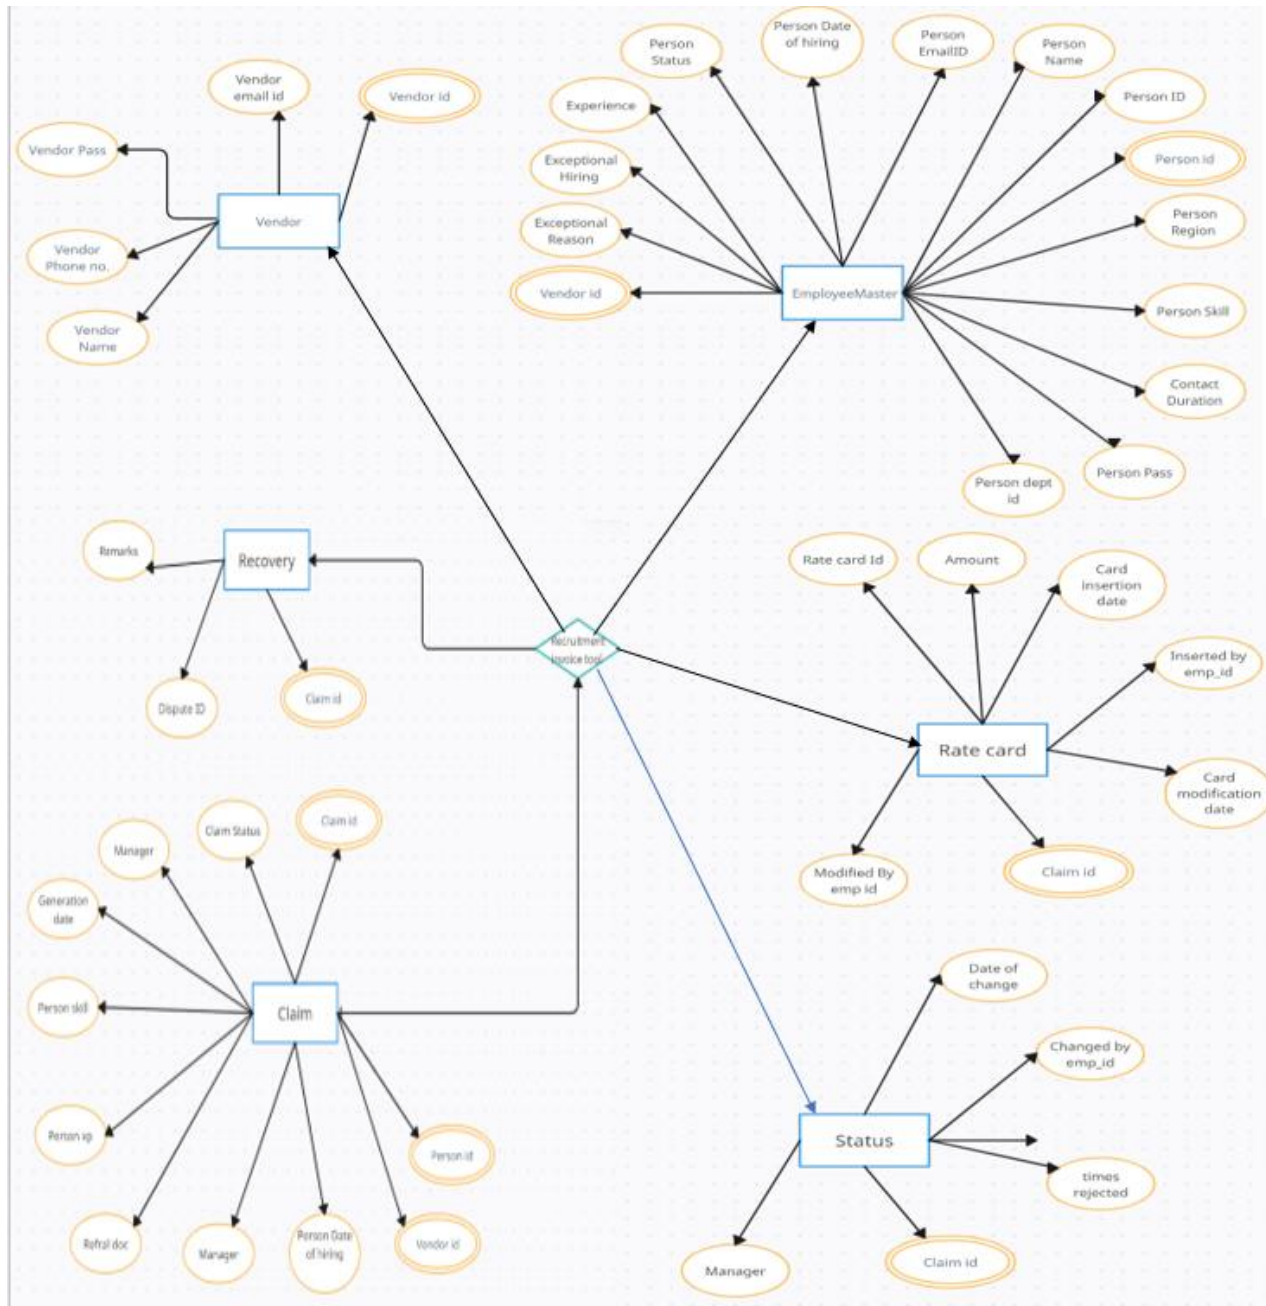 Vendor
email id
Vendor id
Vendor Pass
Vendor
Vendor
Phone no.
Vendor
Name
Person
Status
Person Date
of hiring
Person
EmailID
Person
Name
Experience
Person ID
Exceptional
Hiring
Person id
Exceptional
Reason
Person
Region
Vendor id
EmployeeMaster
Person Skill
Contact
Duration
Person Pass
Person dept
id
Remarks
Recovery
Dispute ID
Claim id
Recruitment
invoice tool
Rate card Id
Amount
Card
insertion
date
Inserted by
emp_id
Rate card
Card
modification
date
Modified By
emp id
Claim id
Claim id
Claim Status
Manager
Generation
date
Person skill
Claim
Person xp
Person id
Refral doc
Manager
Person Date
of hiring
Vendor id
Date of
change
Changed by
emp_id
Status
times
rejected
Manager
Claim id